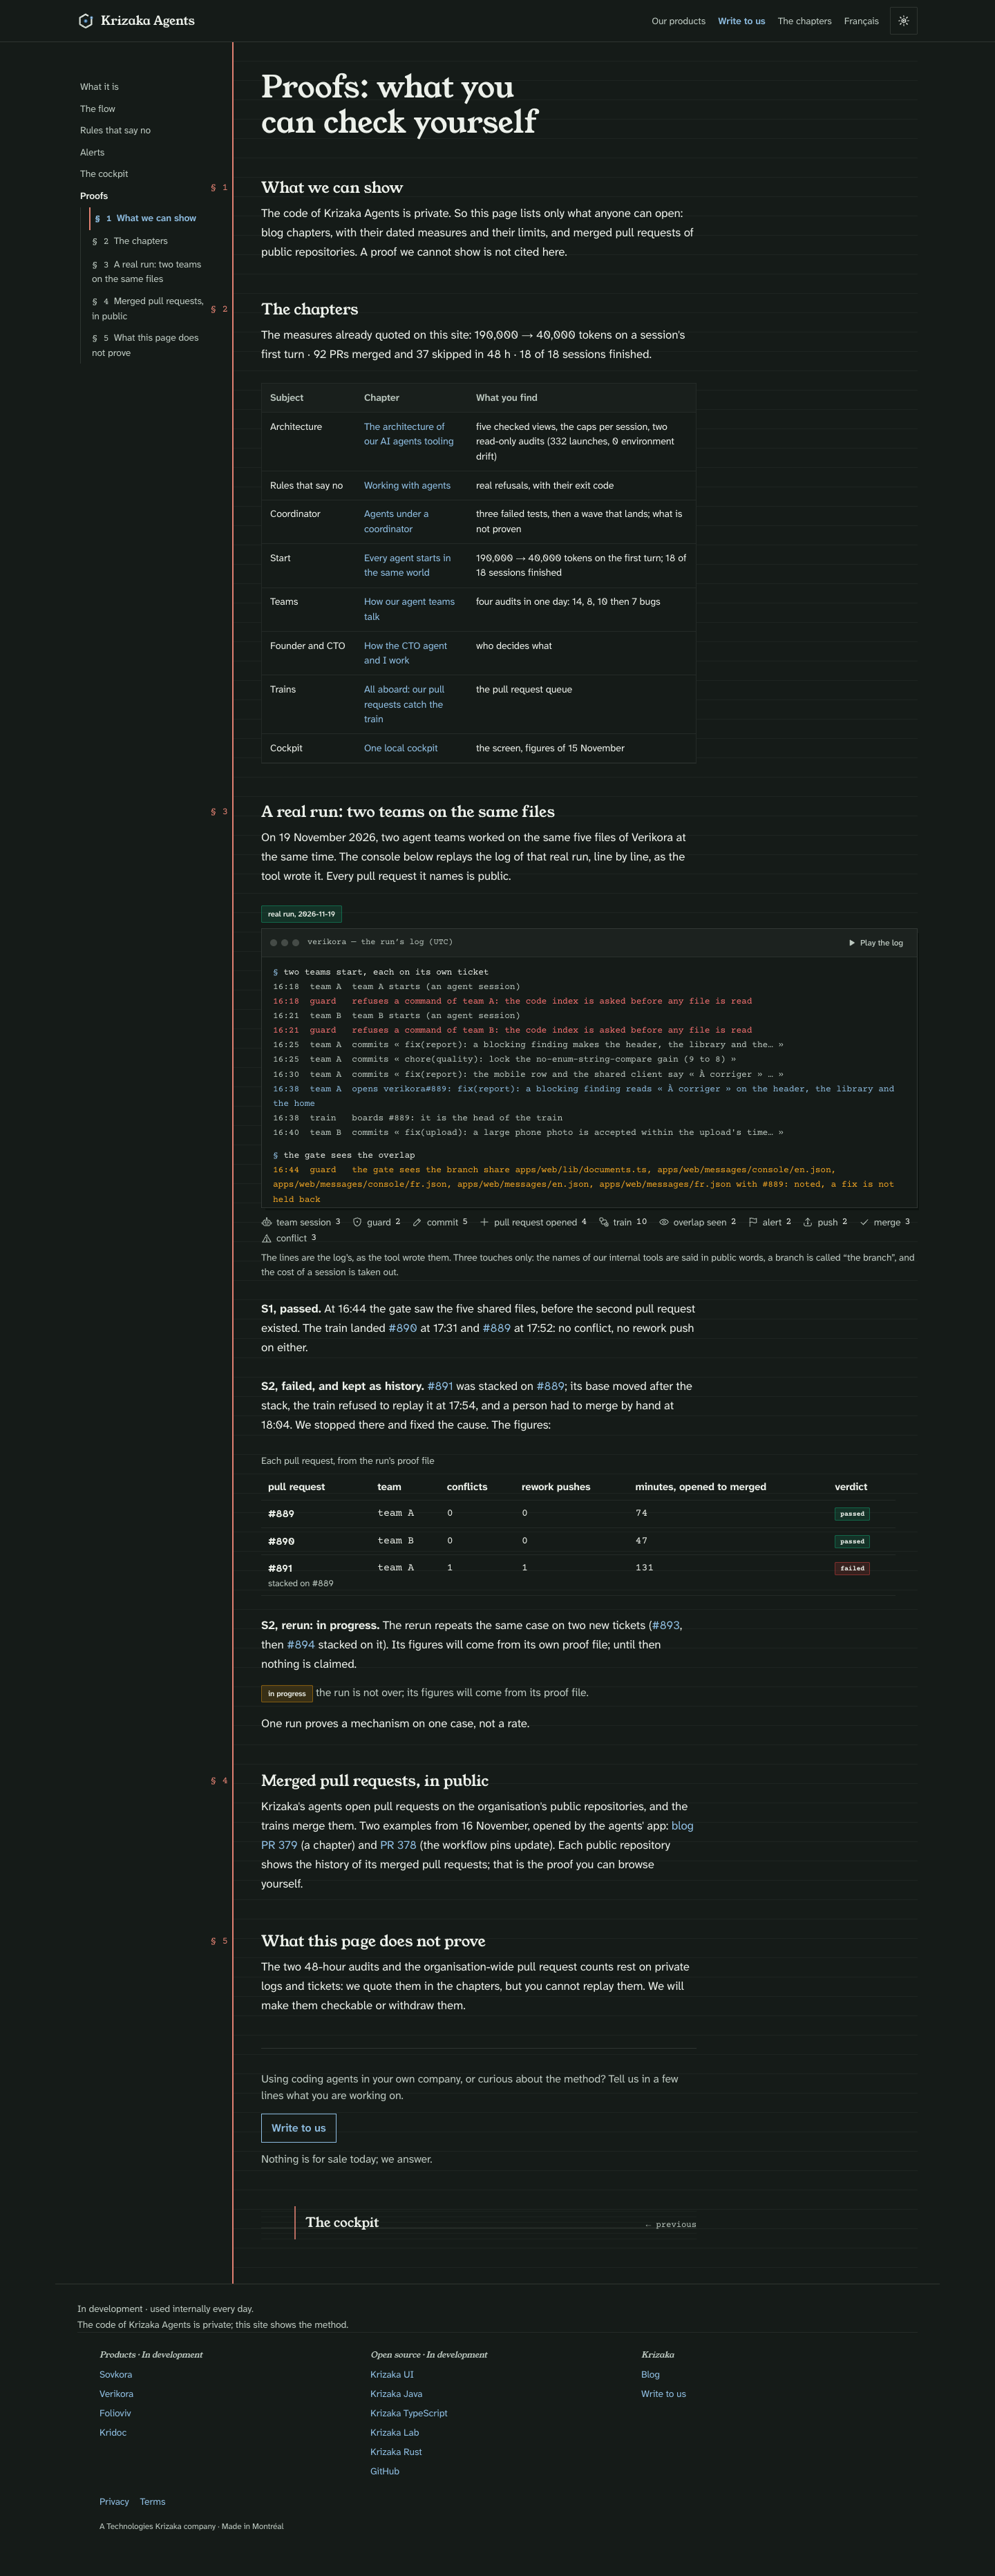 Krizaka Agents
Our products
Write to us
The chapters
Français
What it is
The flow
Rules that say no
Alerts
The cockpit
Proofs
§ 1 What we can show
§ 2 The chapters
§ 3 A real run: two teams
on the same files
§ 4 Merged pull requests,
in public
§ 5 What this page does
not prove
Proofs: what you
can check yourself
§ 1
What we can show
The code of Krizaka Agents is private. So this page lists only what anyone can open:
blog chapters, with their dated measures and their limits, and merged pull requests of
public repositories. A proof we cannot show is not cited here.
§ 2
The chapters
The measures already quoted on this site: 190,000 → 40,000 tokens on a session's
first turn · 92 PRs merged and 37 skipped in 48 h · 18 of 18 sessions finished.
Subject Chapter What you find
Architecture
The architecture of
our AI agents tooling
five checked views, the caps per session, two
read-only audits (332 launches, 0 environment
drift)
Rules that say no Working with agents real refusals, with their exit code
Coordinator
Agents under a
coordinator
three failed tests, then a wave that lands; what is
not proven
Start
Every agent starts in
the same world
190,000 → 40,000 tokens on the first turn; 18 of
18 sessions finished
Teams
How our agent teams
talk
four audits in one day: 14, 8, 10 then 7 bugs
Founder and CTO
How the CTO agent
and I work
who decides what
Trains
All aboard: our pull
requests catch the
train
the pull request queue
Cockpit One local cockpit the screen, figures of 15 November
§ 3
A real run: two teams on the same files
On 19 November 2026, two agent teams worked on the same five files of Verikora at
the same time. The console below replays the log of that real run, line by line, as the
tool wrote it. Every pull request it names is public.
real run, 2026-11-19
verikora — the run's log (UTC)
Play the log
§ two teams start, each on its own ticket
16:18 team A team A starts (an agent session)
16:18 guard refuses a command of team A: the code index is asked before any file is read
16:21 team B team B starts (an agent session)
16:21 guard refuses a command of team B: the code index is asked before any file is read
16:25 team A commits « fix(report): a blocking finding makes the header, the library and the… »
16:25 team A commits « chore(quality): lock the no-enum-string-compare gain (9 to 8) »
16:30 team A commits « fix(report): the mobile row and the shared client say « À corriger » … »
16:38 team A opens verikora#889: fix(report): a blocking finding reads « À corriger » on the header, the library and
the home
16:38 train boards #889: it is the head of the train
16:40 team B commits « fix(upload): a large phone photo is accepted within the upload's time… »
§ the gate sees the overlap
16:44 guard the gate sees the branch share apps/web/lib/documents.ts, apps/web/messages/console/en.json,
apps/web/messages/console/fr.json, apps/web/messages/en.json, apps/web/messages/fr.json with #889: noted, a fix is not
held back
team session 3 guard 2 commit 5 pull request opened 4 train 10 overlap seen 2 alert 2 push 2 merge 3
conflict 3
The lines are the log's, as the tool wrote them. Three touches only: the names of our internal tools are said in public words, a branch is called “the branch”, and
the cost of a session is taken out.
S1, passed. At 16:44 the gate saw the five shared files, before the second pull request
existed. The train landed #890 at 17:31 and #889 at 17:52: no conflict, no rework push
on either.
S2, failed, and kept as history. #891 was stacked on #889; its base moved after the
stack, the train refused to replay it at 17:54, and a person had to merge by hand at
18:04. We stopped there and fixed the cause. The figures:
Each pull request, from the run's proof file
pull request team conflicts rework pushes minutes, opened to merged verdict
#889 team A 0 0 74 passed
#890 team B 0 0 47 passed
#891 team A 1 1 131 failed
stacked on #889
S2, rerun: in progress. The rerun repeats the same case on two new tickets (#893,
then #894 stacked on it). Its figures will come from its own proof file; until then
nothing is claimed.
in progress the run is not over; its figures will come from its proof file.
One run proves a mechanism on one case, not a rate.
§ 4
Merged pull requests, in public
Krizaka's agents open pull requests on the organisation's public repositories, and the
trains merge them. Two examples from 16 November, opened by the agents' app: blog
PR 379 (a chapter) and PR 378 (the workflow pins update). Each public repository
shows the history of its merged pull requests; that is the proof you can browse
yourself.
§ 5
What this page does not prove
The two 48-hour audits and the organisation-wide pull request counts rest on private
logs and tickets: we quote them in the chapters, but you cannot replay them. We will
make them checkable or withdraw them.
Using coding agents in your own company, or curious about the method? Tell us in a few
lines what you are working on.
Write to us
Nothing is for sale today; we answer.
The cockpit
← previous
In development · used internally every day.
The code of Krizaka Agents is private; this site shows the method.
Products · In development
Sovkora
Verikora
Folioviv
Kridoc
Open source · In development
Krizaka UI
Krizaka Java
Krizaka TypeScript
Krizaka Lab
Krizaka Rust
GitHub
Krizaka
Blog
Write to us
Privacy Terms
A Technologies Krizaka company · Made in Montréal